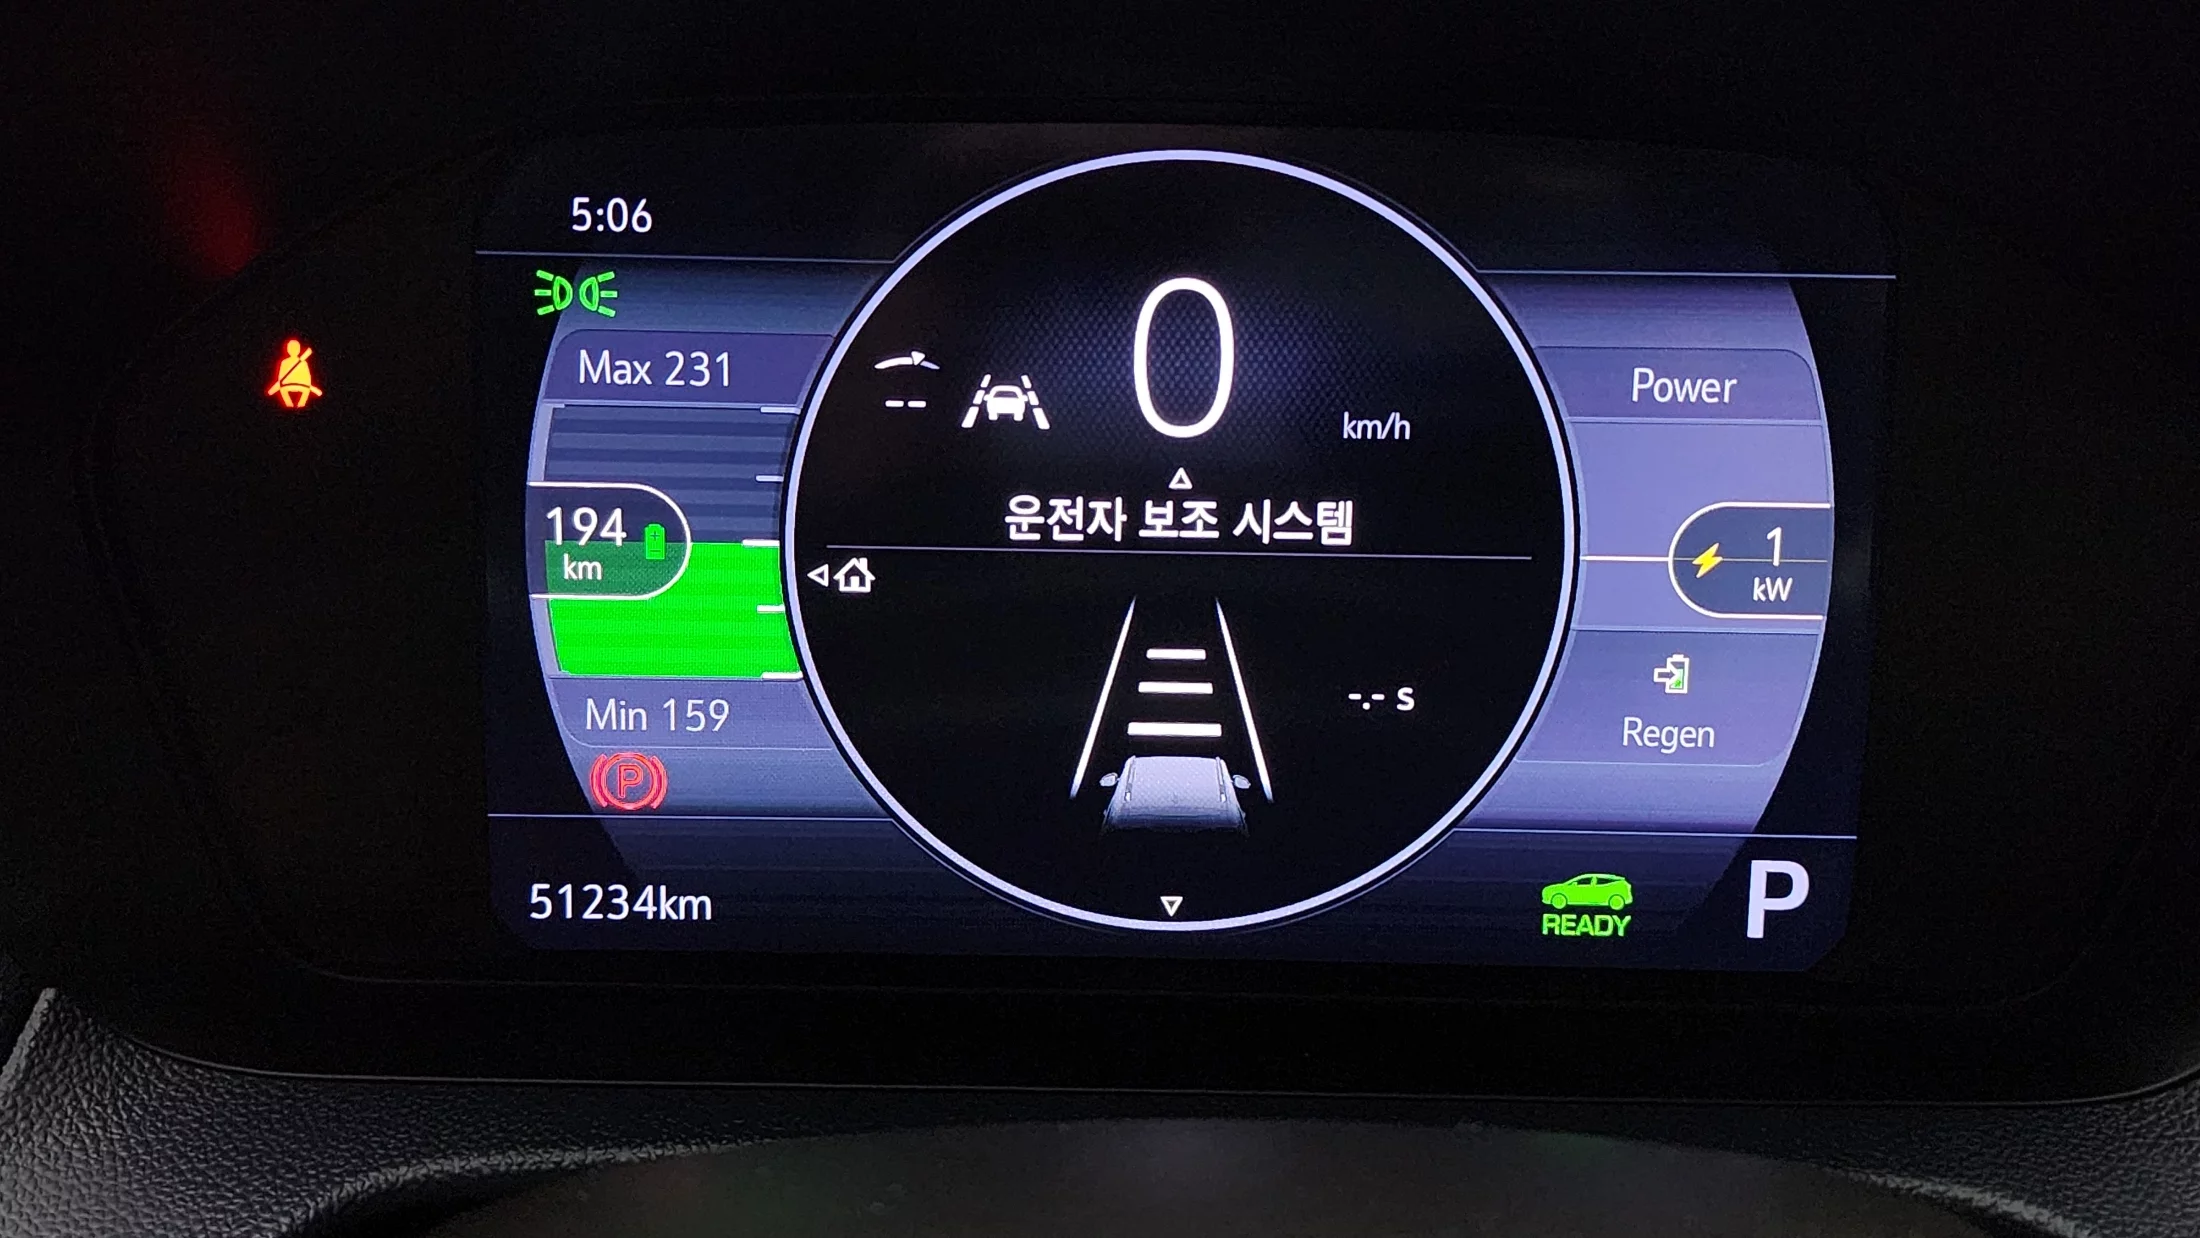 5:06
Max 231
194
km
Min 159
51234km
0
km/h
--
운전자 보조 시스템
-.- s
Power
1
kW
Regen
P
READY
P